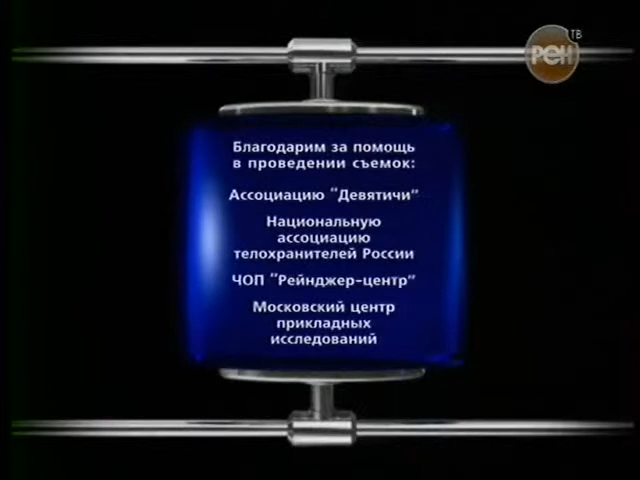 РЕН ТВ
Благодарим за помощь
в проведении съемок:
Ассоциацию "Девятичи"
Национальную
ассоциацию
телохранителей России
ЧОП "Рейнджер-центр"
Московский центр
прикладных
исследований